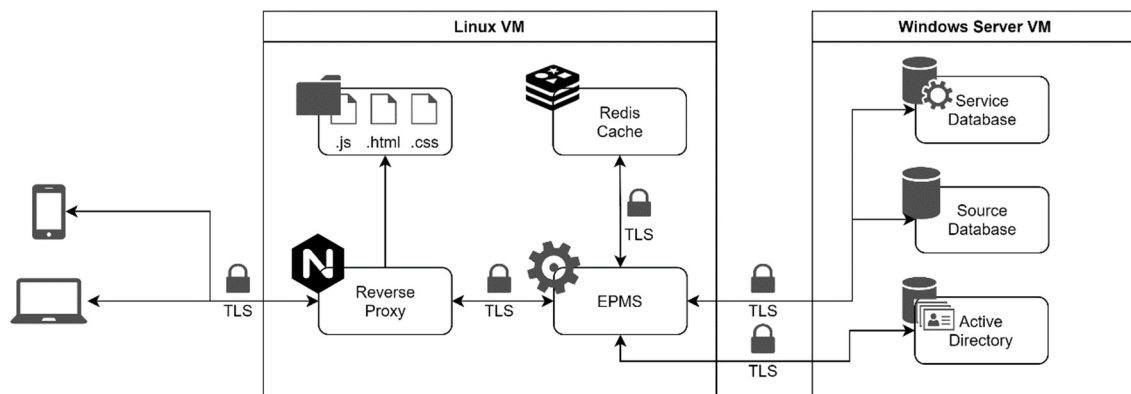 Linux VM
Windows Server VM
.js .html .css
Redis
Cache
Service
Database
TLS
Source
Database
TLS
Reverse
Proxy
TLS
EPMS
TLS
Active
Directory
TLS
N